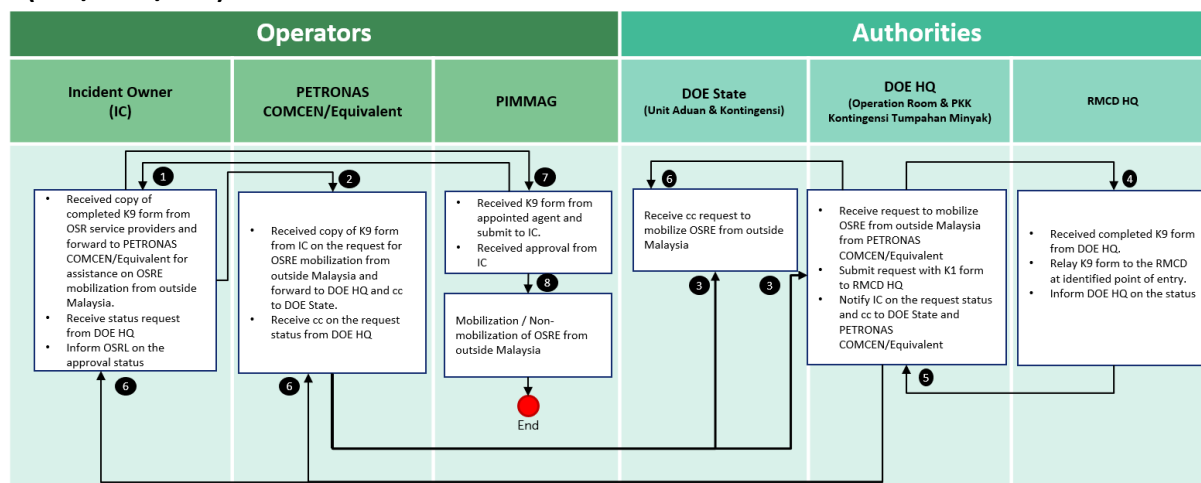 Operators
Authorities
Incident Owner
(IC)
PETRONAS
COMCEN/Equivalent
PIMMAG
DOE State
(Unit Aduan & Kontingensi)
DOE HQ
(Operation Room & PKK
Kontingensi Tumpahan Minyak)
RMCD HQ
1
2
7
6
4
• Received copy of
completed K9 form from
OSR service providers and
forward to PETRONAS
COMCEN/Equivalent for
assistance on OSRE
mobilization from outside
Malaysia.
• Receive status request
from DOE HQ
• Inform OSRL on the
approval status
• Received copy of K9 form
from IC on the request for
OSRE mobilization from
outside Malaysia and
forward to DOE HQ and cc
to DOE State.
• Receive cc on the request
status from DOE HQ
• Received K9 form from
appointed agent and
submit to IC.
• Received approval from
IC
8
Mobilization / Non-
mobilization of OSRE from
outside Malaysia
End
Receive cc request to
mobilize OSRE from outside
Malaysia
3
3
• Receive request to mobilize
OSRE from outside Malaysia
from PETRONAS
COMCEN/Equivalent
• Submit request with K1 form
to RMCD HQ
• Notify IC on the request status
and cc to DOE State and
PETRONAS
COMCEN/Equivalent
• Received completed K9 form
from DOE HQ.
• Relay K9 form to the RMCD
at identified point of entry.
• Inform DOE HQ on the status
6
6
5